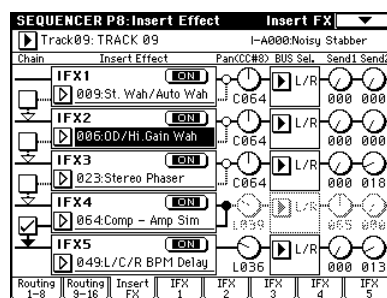 SEQUENCER P8:Insert Effect Insert FX
Track09: TRACK 09 I-A000:Noisy Stabber
Chain Insert Effect Pan(CC#8) BUS Sel. Send1 Send2
IFX1 ON
009:St. Wah/Auto Wah C064 L/R 000 000
IFX2 ON
006:OD/Hi.Gain Wah C064 L/R 000 000
IFX3 ON
023:Stereo Phaser C064 L/R 000 018
IFX4 ON
064:Comp - Amp Sim L039 L/R 065 000
IFX5 ON
049:L/C/R BPM Delay L036 L/R 000 013
Routing 1-8 Routing 9-16 Insert FX IFX 1 IFX 2 IFX 3 IFX 4 IFX 5